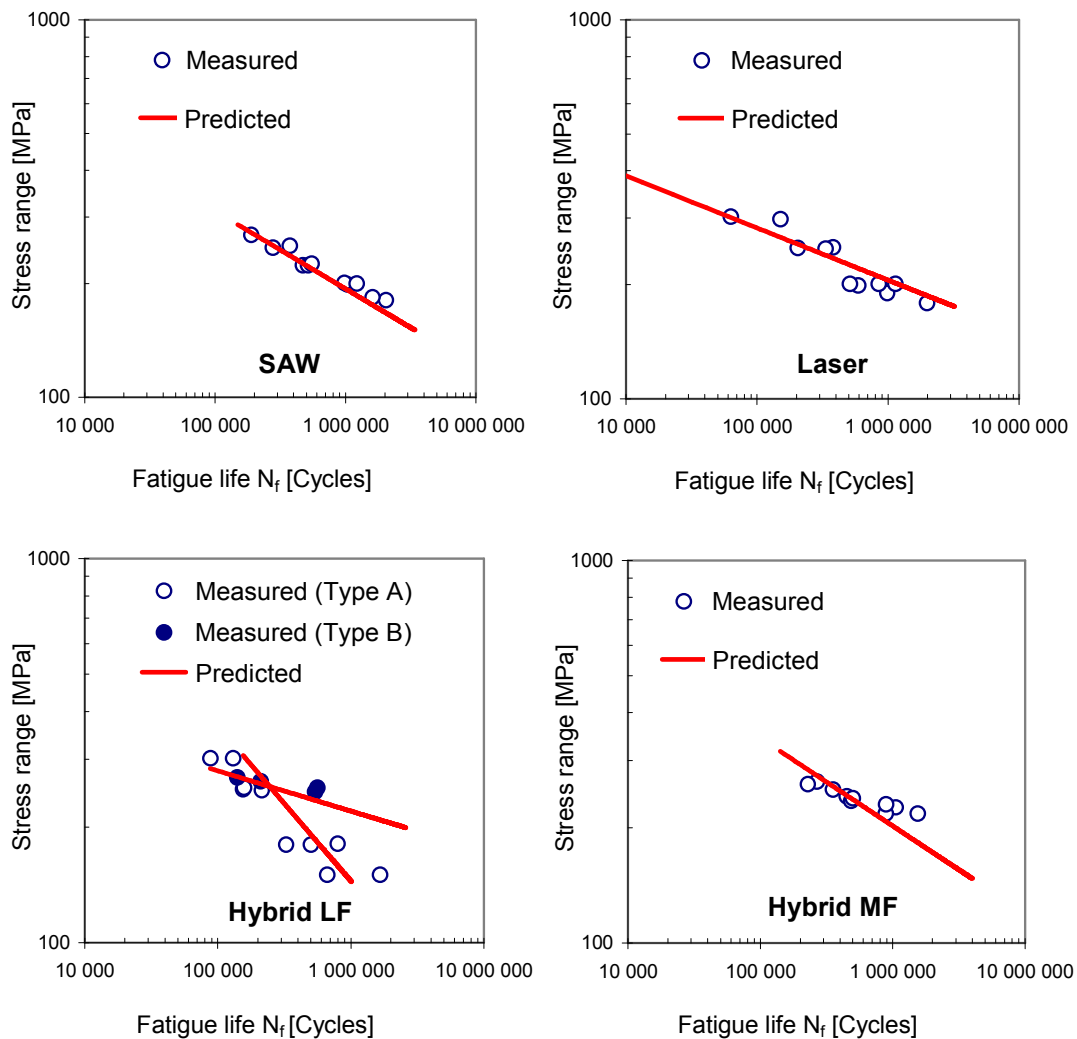 1000
Measured
Predicted
Stress range [MPa]
SAW
100
10 000 100 000 1 000 000 10 000 000
Fatigue life Nf [Cycles]
1000
Measured
Predicted
Stress range [MPa]
Laser
100
10 000 100 000 1 000 000 10 000 000
Fatigue life Nf [Cycles]
1000
Measured (Type A)
Measured (Type B)
Predicted
Stress range [MPa]
Hybrid LF
100
10 000 100 000 1 000 000 10 000 000
Fatigue life Nf [Cycles]
1000
Measured
Predicted
Stress range [MPa]
Hybrid MF
100
10 000 100 000 1 000 000 10 000 000
Fatigue life Nf [Cycles]